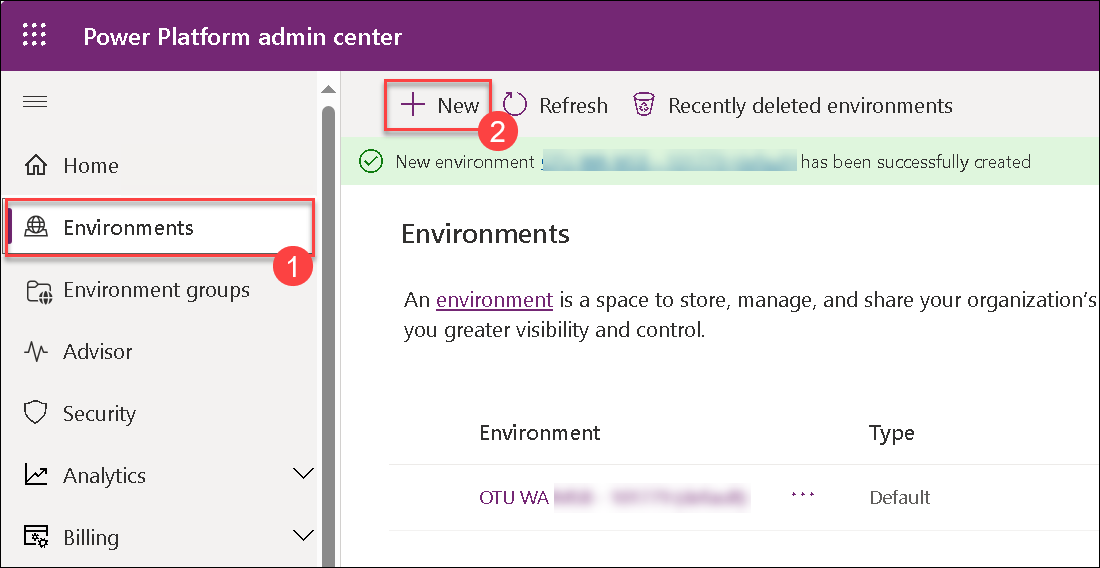 Power Platform admin center
New
Refresh
Recently deleted environments
2
New environment has been successfully created
Home
Environments
1
Environment groups
Advisor
Security
Analytics
Billing
Environments
An environment is a space to store, manage, and share your organization's
you greater visibility and control.
Environment Type
OTU WA ... Default